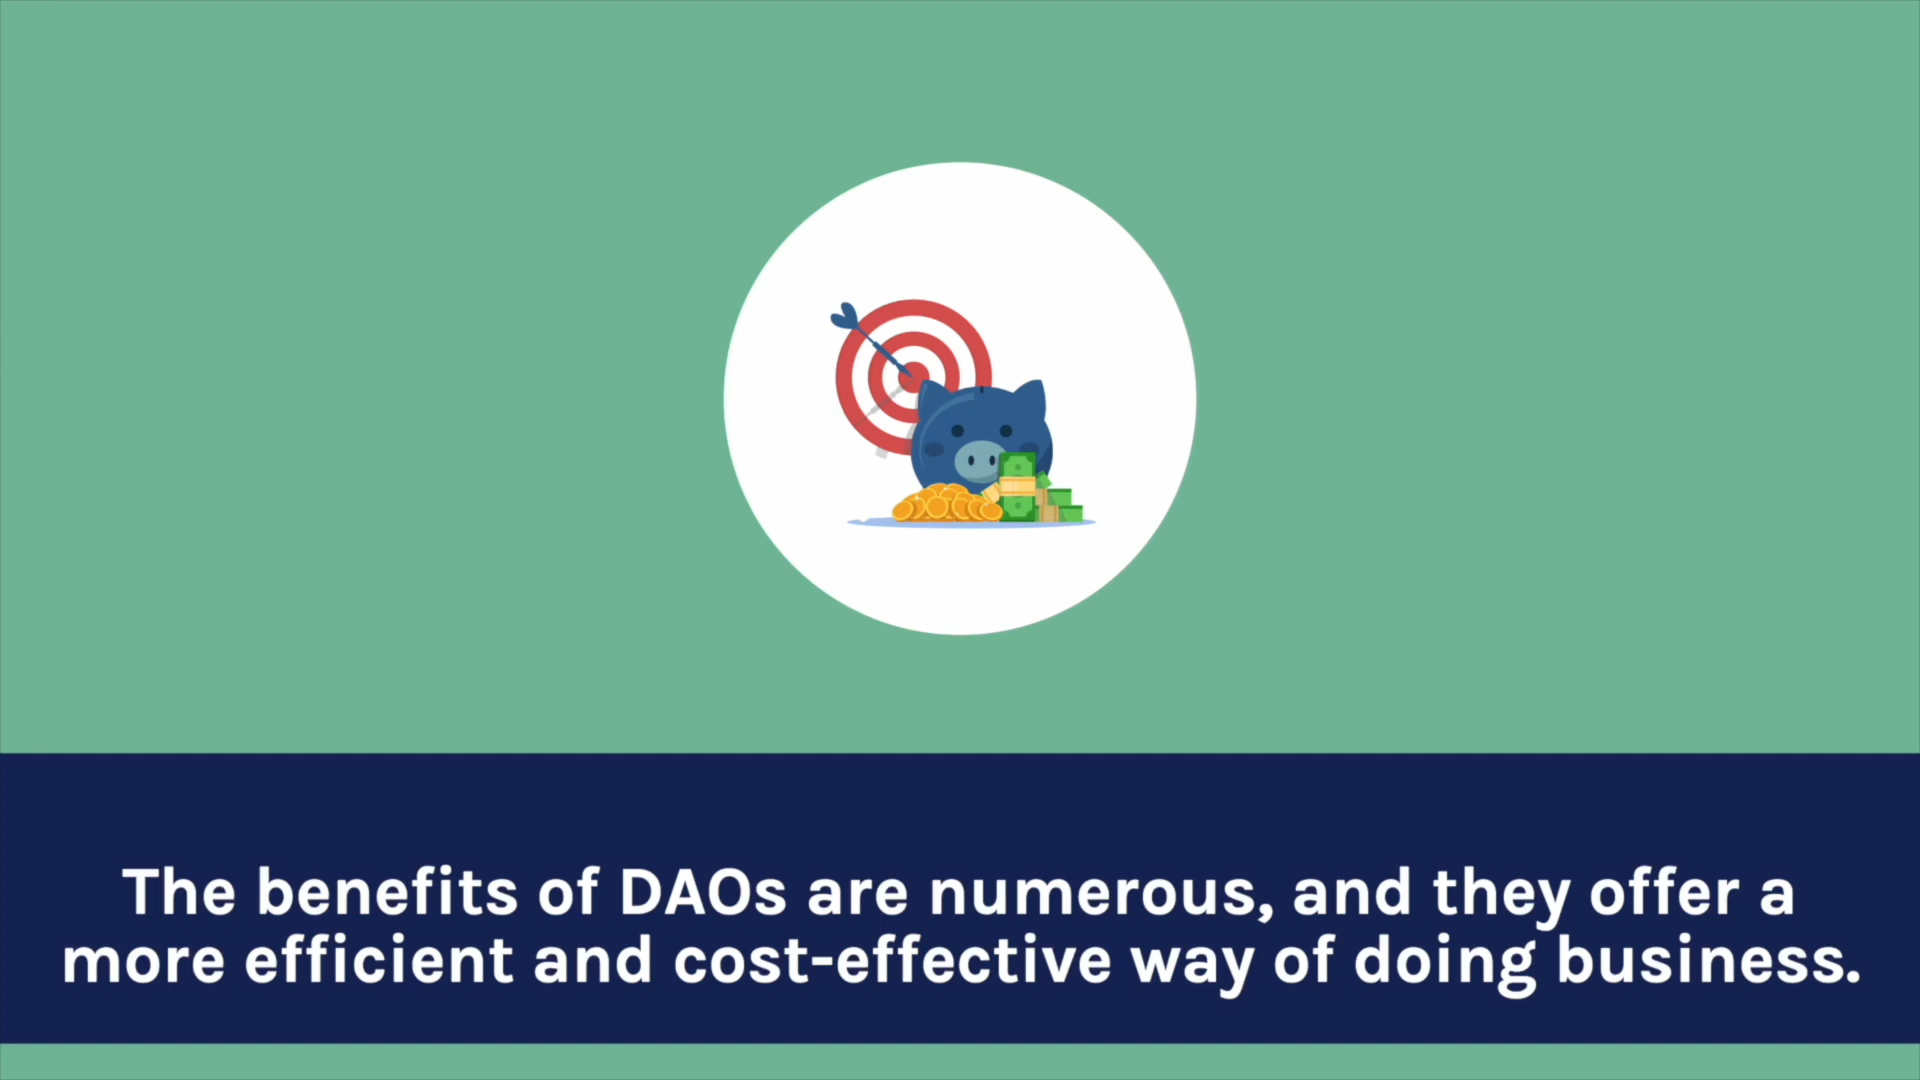 The benefits of DAOs are numerous, and they offer a
more efficient and cost-effective way of doing business.